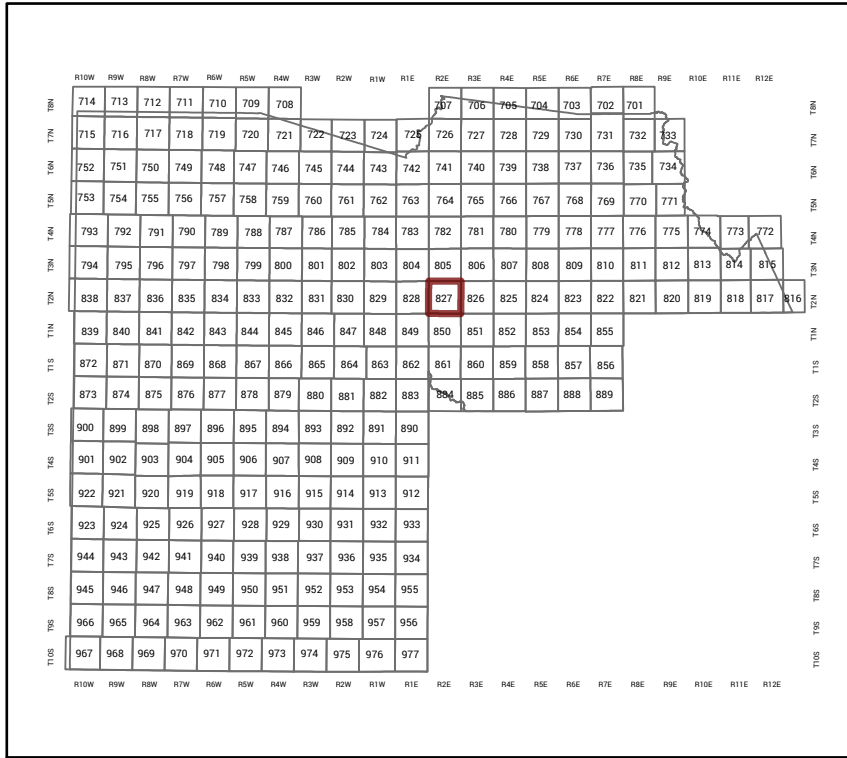 R10W R9W R8W R7W R6W R5W R4W R3W R2W R1W R1E R2E R3E R4E R5E R6E R7E R8E R9E R10E R11E R12E
T8N 714 713 712 711 710 709 708 707 706 705 704 703 702 701 T8N
T7N 715 716 717 718 719 720 721 722 723 724 725 726 727 728 729 730 731 732 733 T7N
T6N 752 751 750 749 748 747 746 745 744 743 742 741 740 739 738 737 736 735 734 T6N
T5N 753 754 755 756 757 758 759 760 761 762 763 764 765 766 767 768 769 770 771 T5N
T4N 793 792 791 790 789 788 787 786 785 784 783 782 781 780 779 778 777 776 775 774 773 772 T4N
T3N 794 795 796 797 798 799 800 801 802 803 804 805 806 807 808 809 810 811 812 813 814 815 T3N
T2N 838 837 836 835 834 833 832 831 830 829 828 827 826 825 824 823 822 821 820 819 818 817 816 T2N
T1N 839 840 841 842 843 844 845 846 847 848 849 850 851 852 853 854 855 T1N
T1S 872 871 870 869 868 867 866 865 864 863 862 861 860 859 858 857 856 T1S
T2S 873 874 875 876 877 878 879 880 881 882 883 884 885 886 887 888 889 T2S
T3S 900 899 898 897 896 895 894 893 892 891 890 T3S
T4S 901 902 903 904 905 906 907 908 909 910 911 T4S
T5S 922 921 920 919 918 917 916 915 914 913 912 T5S
T6S 923 924 925 926 927 928 929 930 931 932 933 T6S
T7S 944 943 942 941 940 939 938 937 936 935 934 T7S
T8S 945 946 947 948 949 950 951 952 953 954 955 T8S
T9S 966 965 964 963 962 961 960 959 958 957 956 T9S
T10S 967 968 969 970 971 972 973 974 975 976 977 T10S
R10W R9W R8W R7W R6W R5W R4W R3W R2W R1W R1E R2E R3E R4E R5E R6E R7E R8E R9E R10E R11E R12E